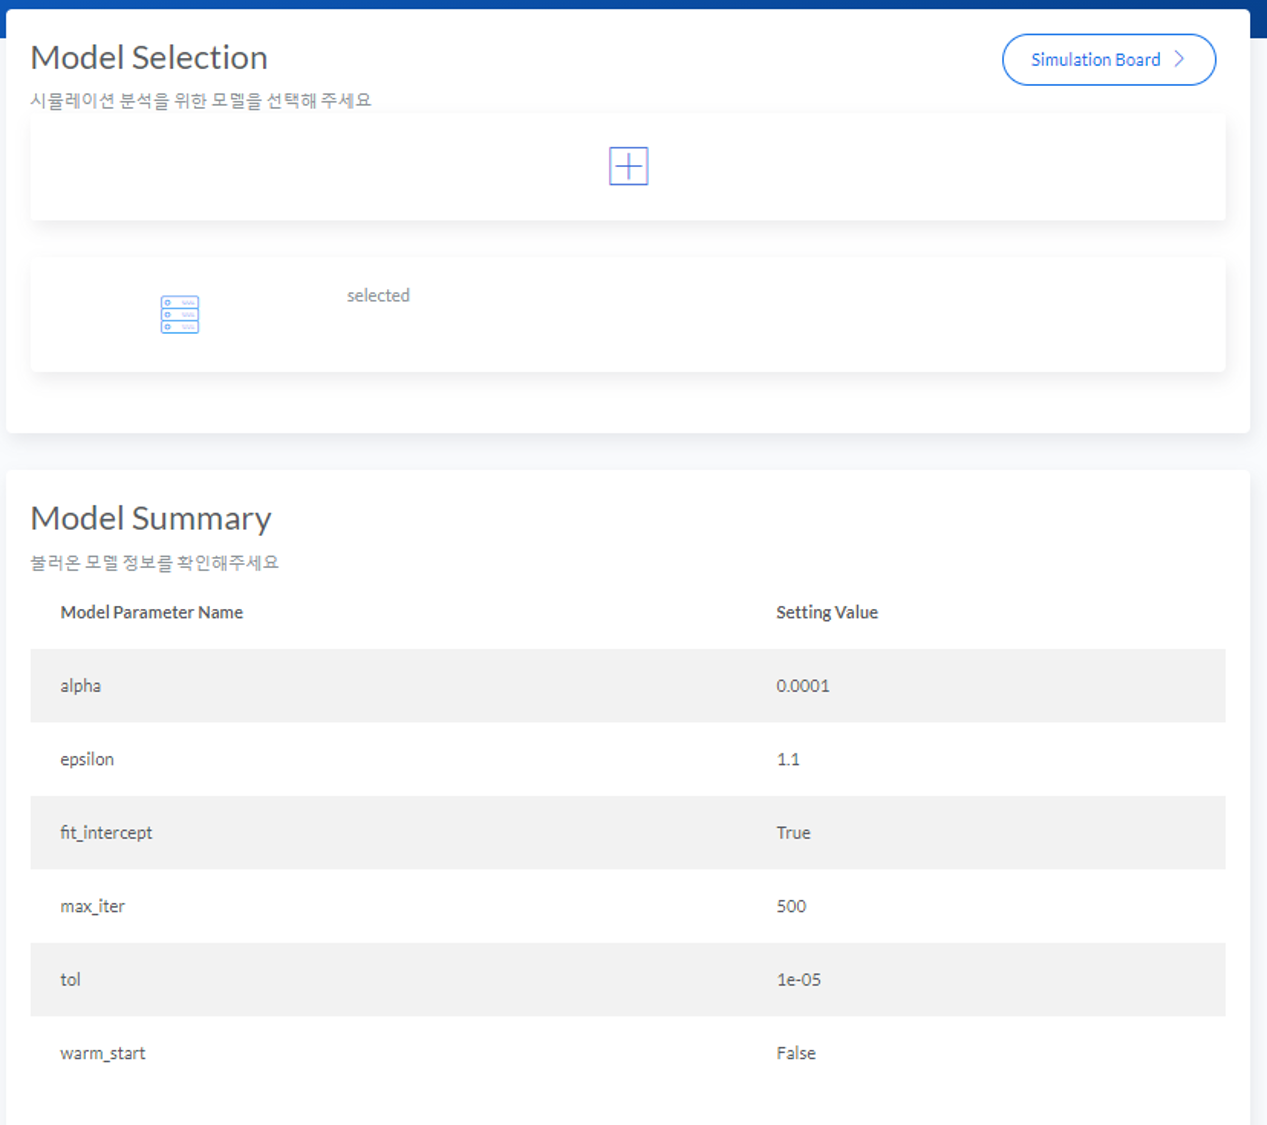 Model Selection
Simulation Board
시뮬레이션 분석을 위한 모델을 선택해 주세요
selected
Model Summary
불러온 모델 정보를 확인해주세요
Model Parameter Name Setting Value
alpha 0.0001
epsilon 1.1
fit_intercept True
max_iter 500
tol 1e-05
warm_start False